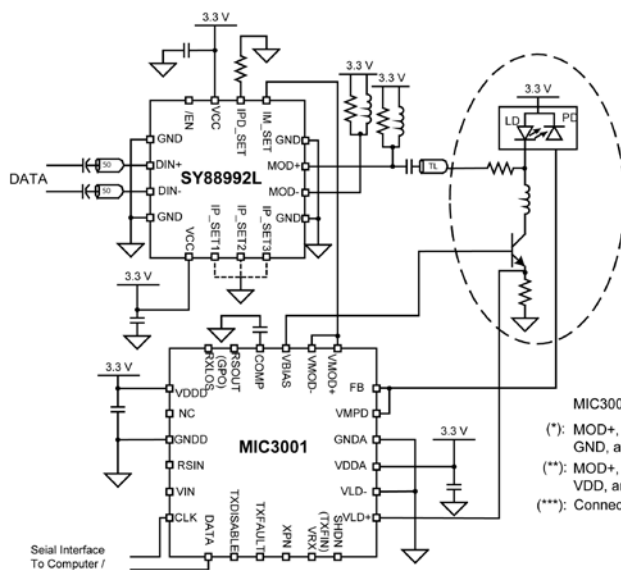 3.3 V
3.3 V
3.3 V
3.3 V
/EN
VCC
IPD_SET
IM_SET
LD
PD
GND
GND
DIN+
SY88992L
MOD+
50
TL
DATA
DIN-
MOD-
50
GND
GND
VCC
IP_SET1
IP_SET2
IP_SET3
3.3 V
RXLOS
RSOUT
(GPO)
COMP
VBIAS
VMOD-
VMOD+
3.3 V
VDDD
FB
NC
VMPD
MIC300
GNDD
MIC3001
GNDA
3.3 V
(*): MOD+,
GND, a
RSIN
VDDA
(**): MOD+,
VDD, an
VIN
VLD-
(***): Connec
CLK
VLD+
DATA
TXDISABLE
TXFAULT
XPN
VRX
SHDN
(TXFIN)
Seial Interface
To Computer /